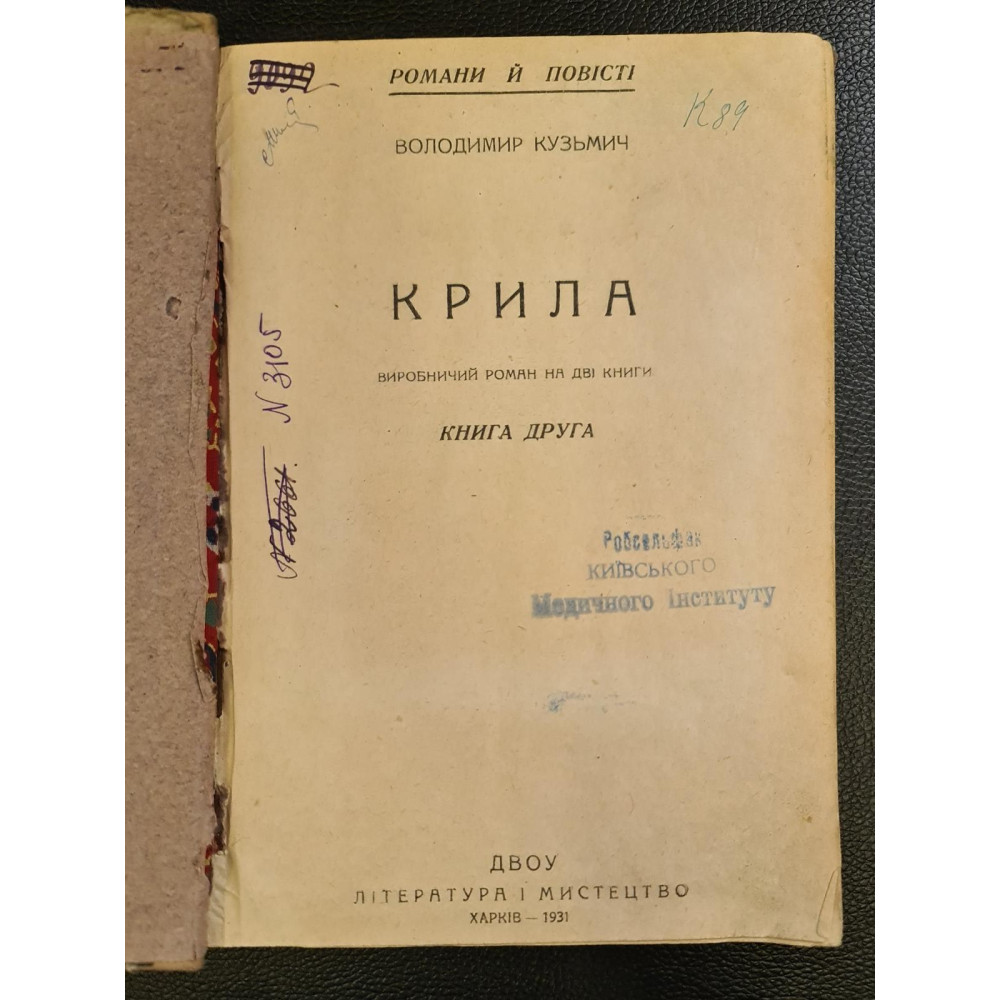 РОМАНИ Й ПОВІСТІ
К 89
ВОЛОДИМИР КУЗЬМИЧ
КРИЛА
ВИРОБНИЧИЙ РОМАН НА ДВІ КНИГИ
КНИГА ДРУГА
N 3105
Робсельфак
КИЇВСЬКОГО
Медичного Інституту
ДВОУ
ЛІТЕРАТУРА І МИСТЕЦТВО
ХАРКІВ — 1931